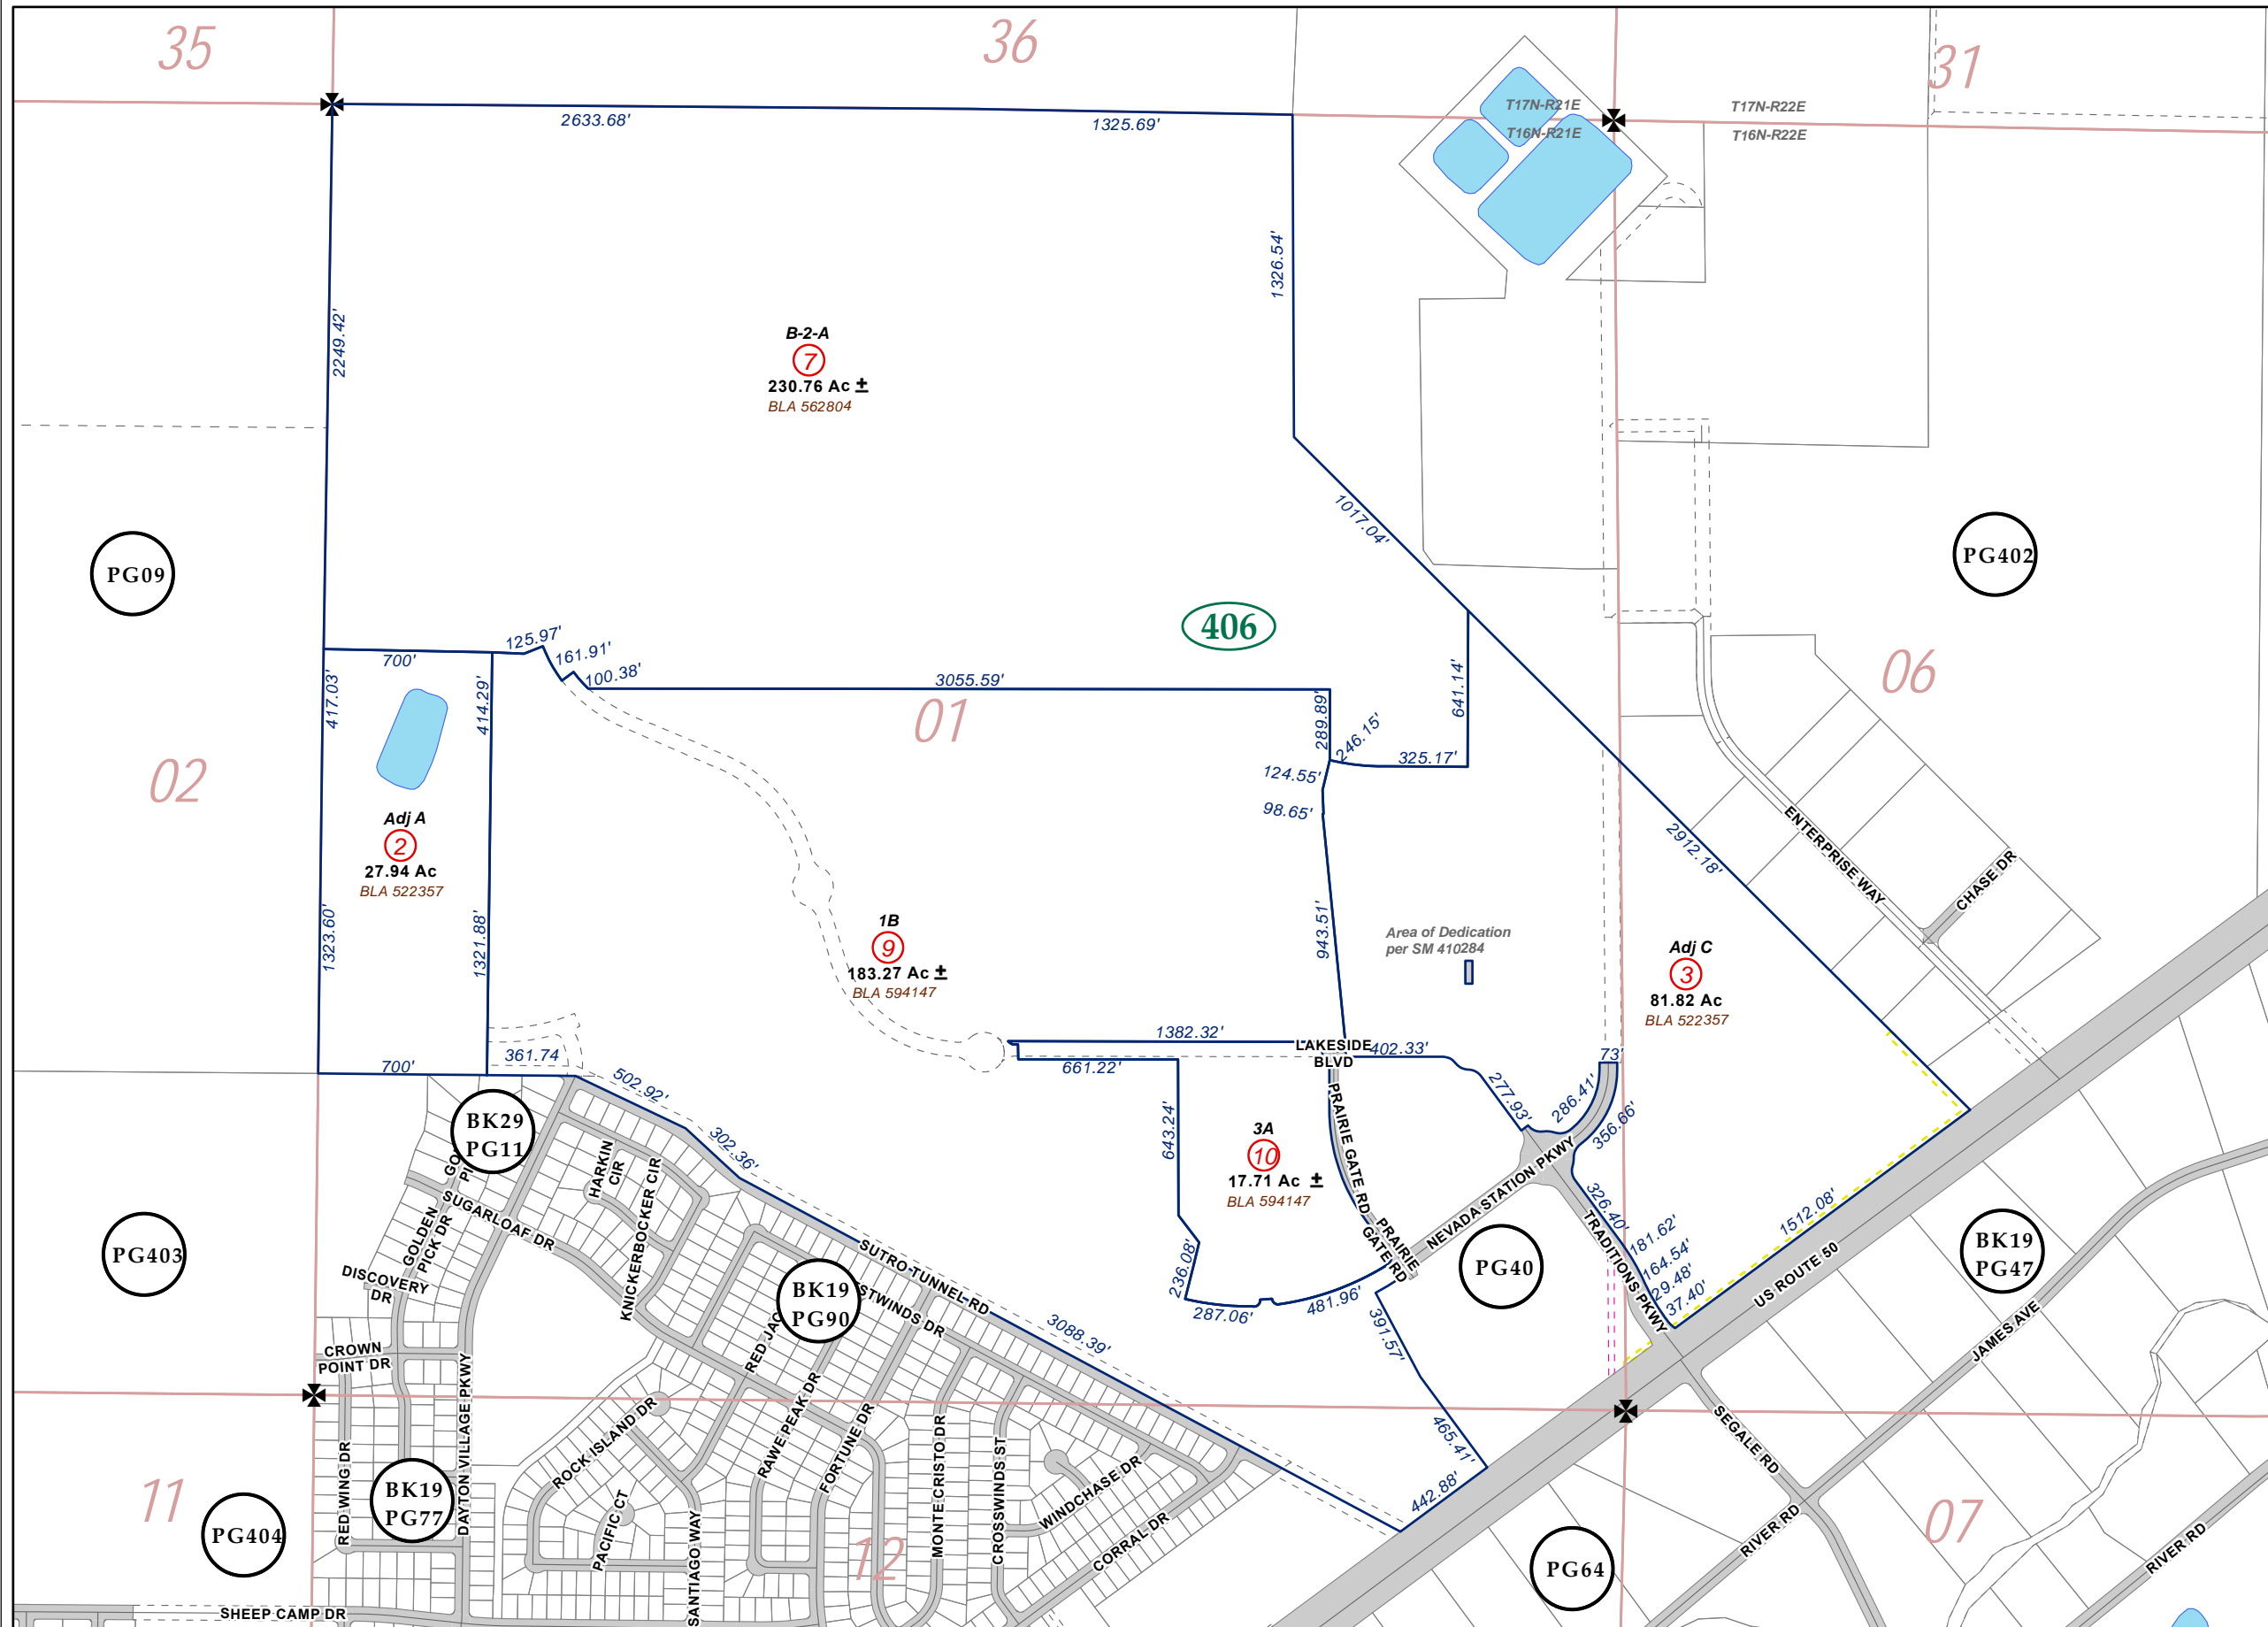 35
36
31
T17N-R21E
T16N-R21E
T17N-R22E
T16N-R22E
2633.68'
1325.69'
1326.54'
2249.42'
B-2-A
7
230.76 Ac ±
BLA 562804
1017.04'
PG09
PG402
406
125.97'
161.91'
100.38'
700'
3055.59'
417.03'
414.29'
289.89'
246.15'
641.14'
325.17'
01
06
02
124.55'
98.65'
2912.18'
Adj A
2
27.94 Ac
BLA 522357
ENTERPRISE WAY
CHASE DR
1323.60'
1321.88'
1B
9
183.27 Ac ±
BLA 594147
943.51'
Area of Dedication
per SM 410284
Adj C
3
81.82 Ac
BLA 522357
1382.32'
LAKESIDE
BLVD
402.33'
73'
361.74
700'
661.22'
502.92'
302.36'
277.93'
286.41'
356.66'
BK29
PG11
643.24'
3A
10
17.71 Ac ±
BLA 594147
PRAIRIE GATE RD
PRAIRIE
GATE RD
NEVADA STATION PKWY
326.40'
TRADITIONS PKWY
181.62'
164.54'
29.48'
37.40'
1512.08'
US ROUTE 50
PG403
GO
PI
HARKIN
CIR
KNICKERBOCKER CIR
SUGARLOAF DR
GOLDEN
PICK DR
DISCOVERY
DR
SUTRO TUNNEL RD
BK19
PG90
STWINDS DR
RED JAC
236.08'
287.06'
481.96'
391.57'
PG40
BK19
PG47
JAMES AVE
3088.39'
CROWN
POINT DR
DAYTON VILLAGE PKWY
RED WING DR
ROCK ISLAND DR
RAWE PEAK DR
FORTUNE DR
MONTE CRISTO DR
CROSSWINDS ST
WINDCHASE DR
CORRAL DR
465.41'
442.88'
SEGALE RD
11
PG404
BK19
PG77
PACIFIC CT
SANTIAGO WAY
12
PG64
RIVER RD
07
RIVER RD
SHEEP CAMP DR